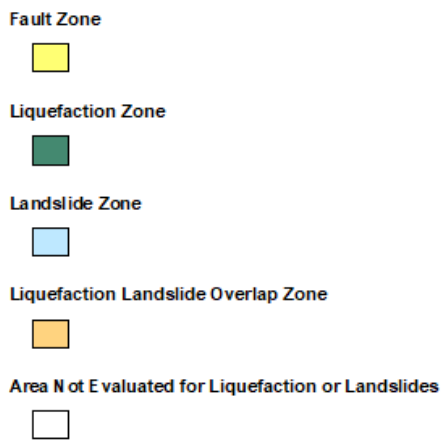 Fault Zone
Liquefaction Zone
Landslide Zone
Liquefaction Landslide Overlap Zone
Area Not Evaluated for Liquefaction or Landslides